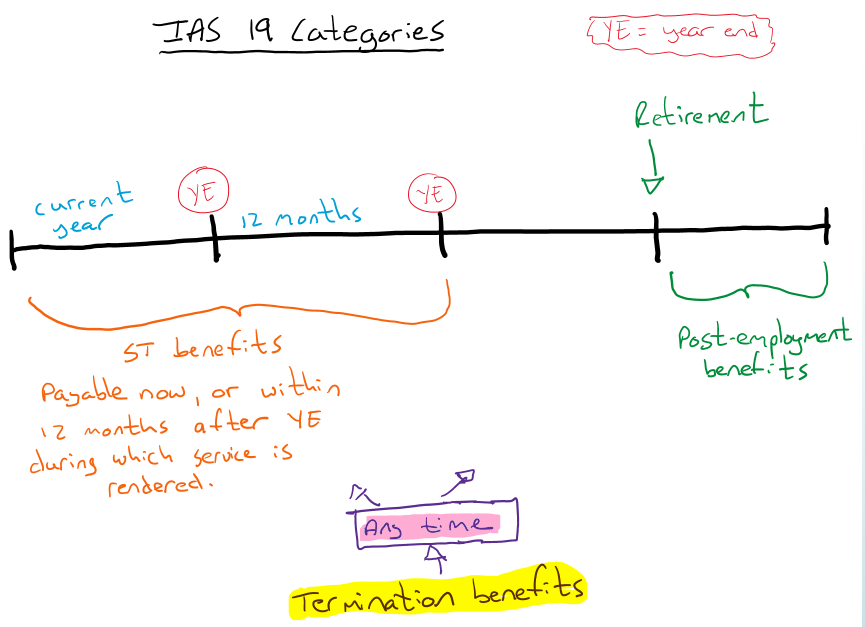 IAS 19 Categories
YE = year end
Retirement
current
year
YE
12 months
YE
ST benefits
Payable now, or within
12 months after YE
during which service is
rendered.
Post-employment
benefits
Any time
Termination benefits